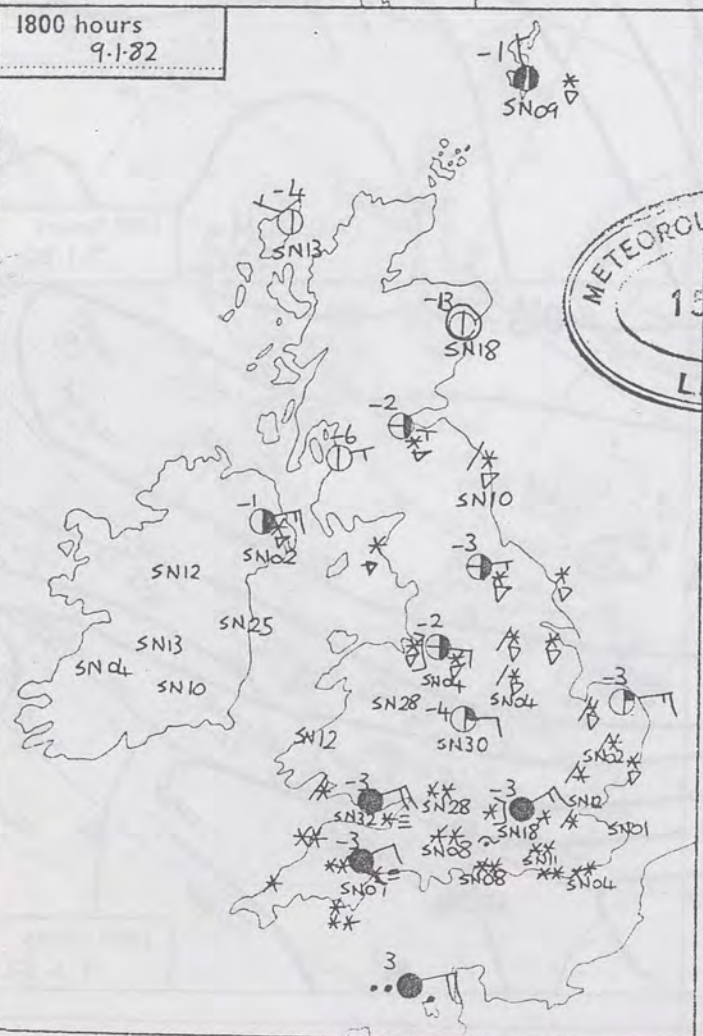 1800 hours
9.1.82
-1
SN09
-4
SN13
METEOROL
15
L
-13
SN18
-2
-6
SN10
-1
SN02
SN12
-3
SN25
SN13
-2
SN04
SN04
SN04
SN10
SN28
-4
-3
SN12
SN30
SN02
-3
SN28
-3
SN12
SN32
SN18
SN01
-3
SN08
SN11
SN01
SN08
SN04
3